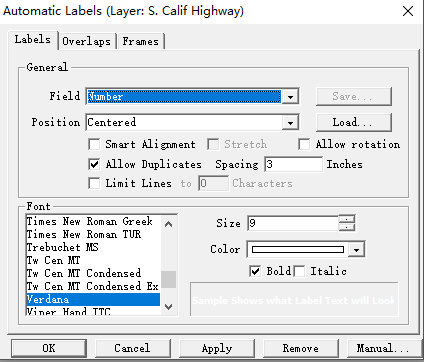 Automatic Labels (Layer: S. Calif Highway)
Labels Overlaps Frames
General
Field Number Save...
Position Centered Load...
Smart Alignment Stretch Allow rotation
Allow Duplicates Spacing 3 Inches
Limit Lines to 0 Characters
Font
Times New Roman Greek
Times New Roman TUR
Trebuchet MS
Tw Cen MT
Tw Cen MT Condensed
Tw Cen MT Condensed Ex
Verdana
Viner Hand ITC
Size 9
Color
Bold Italic
Sample Shows what Label Text will Look
OK Cancel Apply Remove Manual...